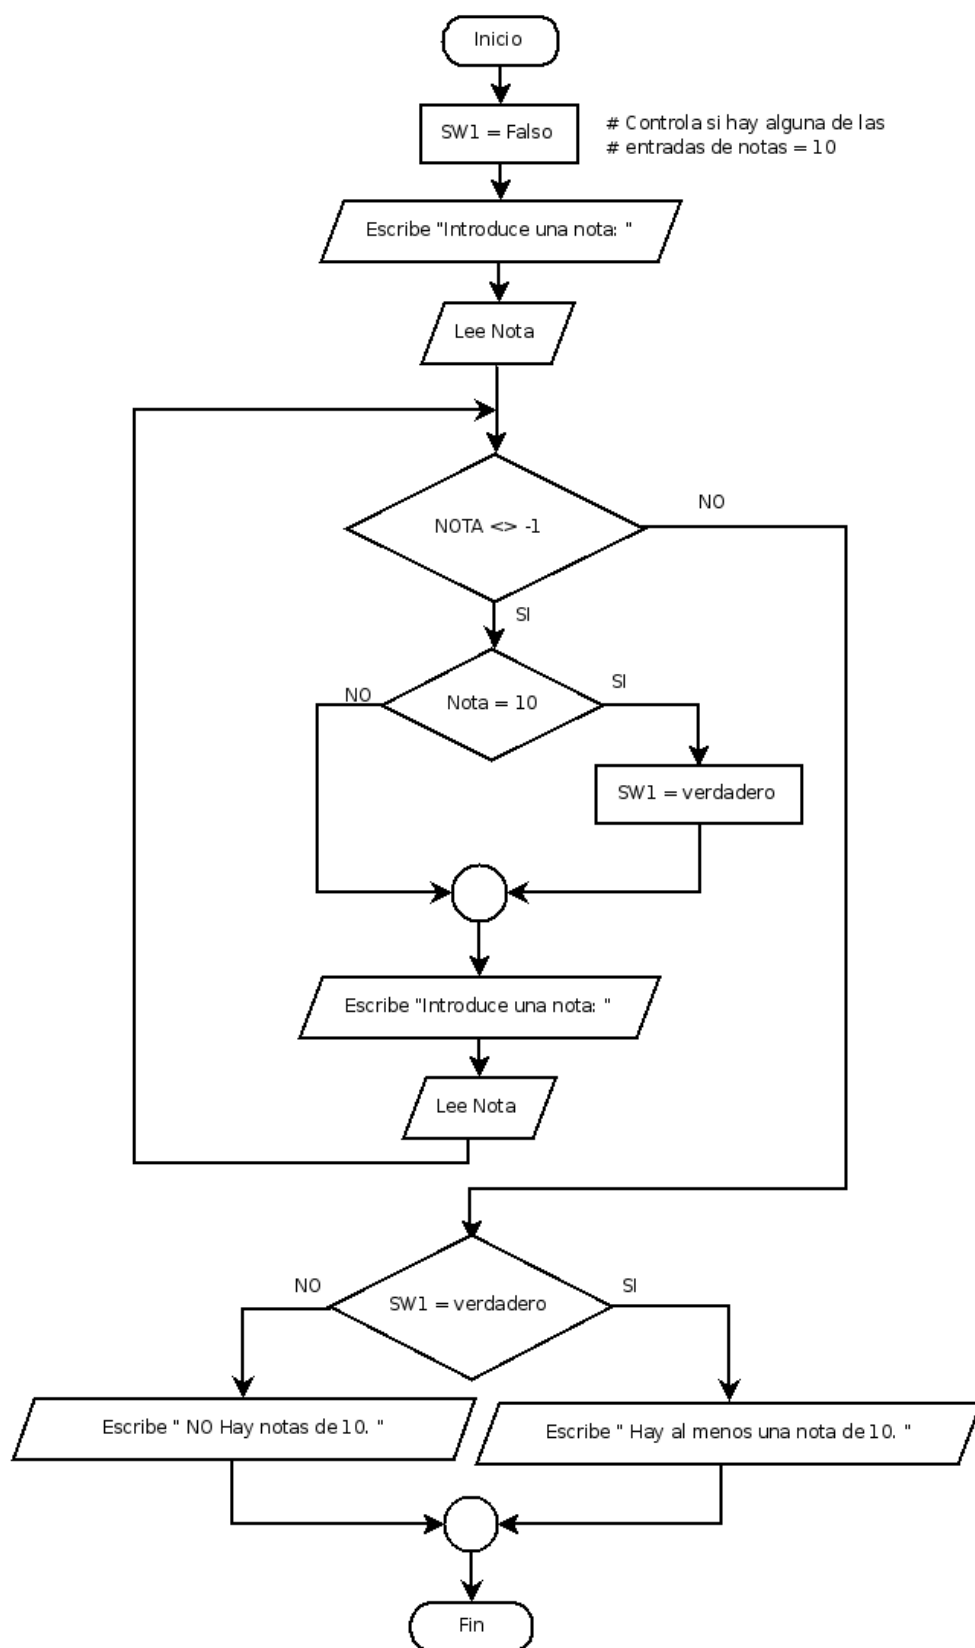 Inicio
SW1 = Falso
# Controla si hay alguna de las
# entradas de notas = 10
Escribe "Introduce una nota: "
Lee Nota
NOTA <> -1
NO
SI
Nota = 10
NO
SI
SW1 = verdadero
Escribe "Introduce una nota: "
Lee Nota
SW1 = verdadero
NO
SI
Escribe " NO Hay notas de 10. "
Escribe " Hay al menos una nota de 10. "
Fin